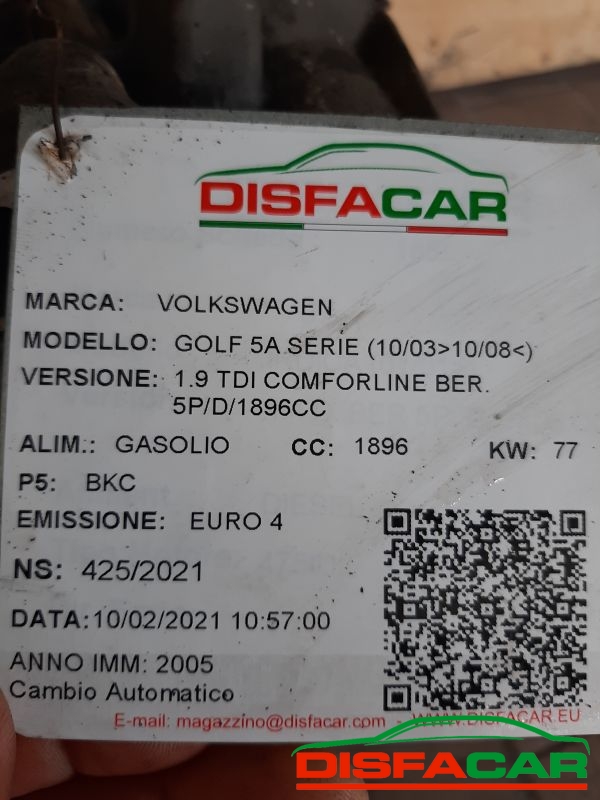 DISFACAR
MARCA: VOLKSWAGEN
MODELLO: GOLF 5A SERIE (10/03>10/08<)
VERSIONE: 1.9 TDI COMFORLINE BER.
5P/D/1896CC
ALIM.: GASOLIO CC: 1896 KW: 77
P5: BKC
EMISSIONE: EURO 4
NS: 425/2021
DATA:10/02/2021 10:57:00
ANNO IMM: 2005
Cambio Automatico
E-mail: magazzino@disfacar.com - WWW.DISFACAR.EU
DISFACAR